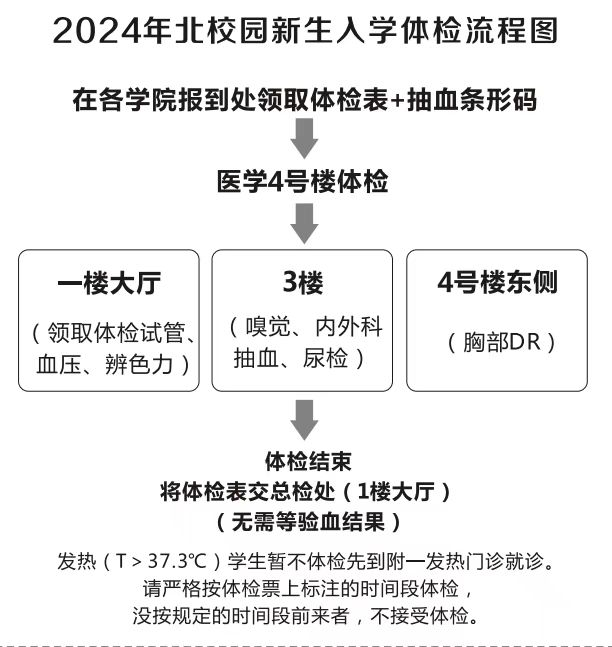 2024年北校园新生入学体检流程图
在各学院报到处领取体检表+抽血条形码
医学4号楼体检
一楼大厅
（领取体检试管、
血压、辨色力）
3楼
（嗅觉、内外科
抽血、尿检）
4号楼东侧
（胸部DR）
体检结束
将体检表交总检处（1楼大厅）
（无需等验血结果）
发热（T＞37.3℃）学生暂不体检先到附一发热门诊就诊。
请严格按体检票上标注的时间段体检，
没按规定的时间段前来者，不接受体检。